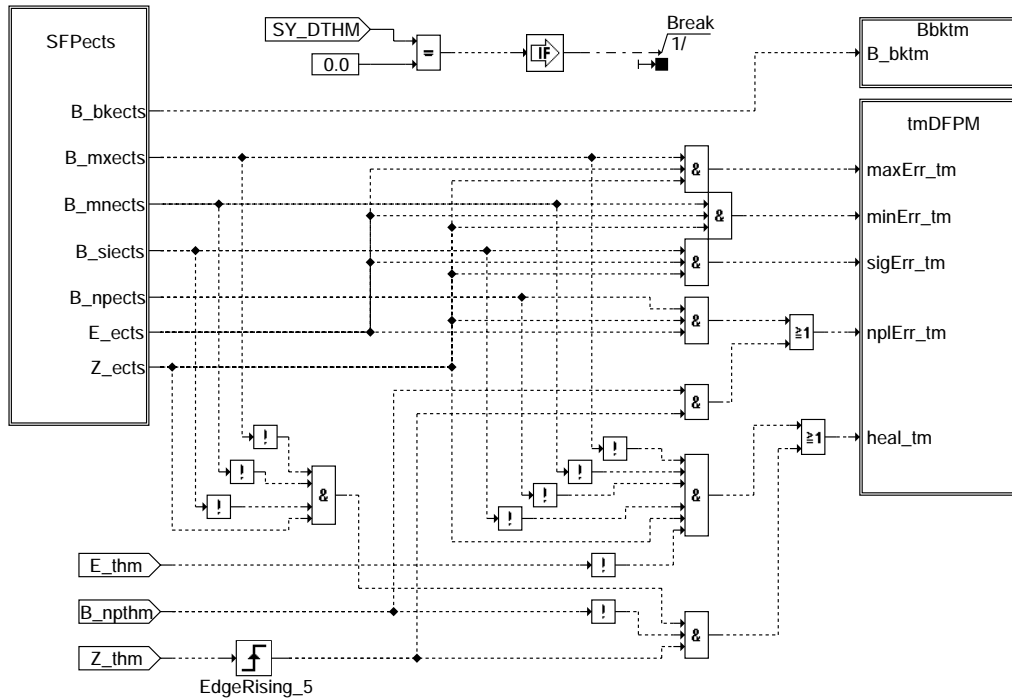 SFPects
SY_DTHM
0.0
=
IF
Break
1/
Bbktm
B_bktm
B_bkects
tmDFPM
B_mxects
&
maxErr_tm
B_mnects
&
minErr_tm
B_siects
&
sigErr_tm
B_npects
&
E_ects
≧1
nplErr_tm
Z_ects
&
!
≧1
heal_tm
!
!
!
&
&
!
!
!
E_thm
!
B_npthm
!
&
Z_thm
EdgeRising_5